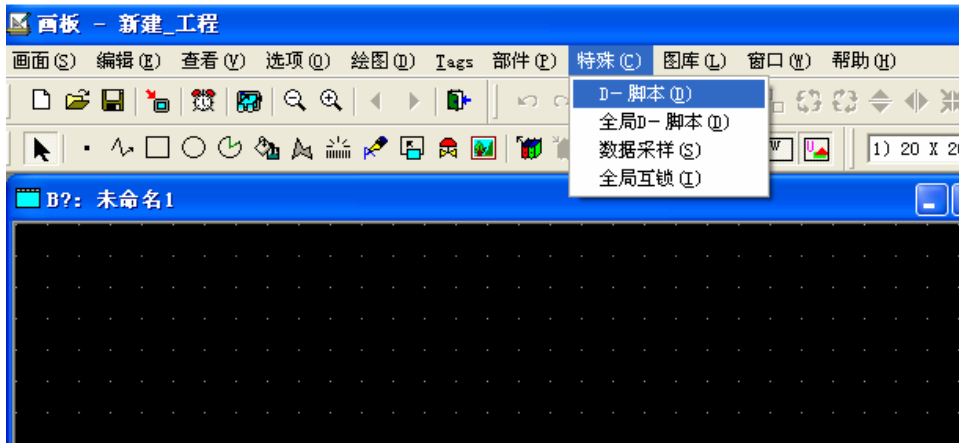 画板 - 新建_工程
画面(S) 编辑(E) 查看(V) 选项(O) 绘图(D) Tags 部件(P) 特殊(C) 图库(L) 窗口(W) 帮助(H)
D-脚本(D)
全局D-脚本(D)
数据采样(S)
全局互锁(I)
W U 1) 20 X 20
B?: 未命名1